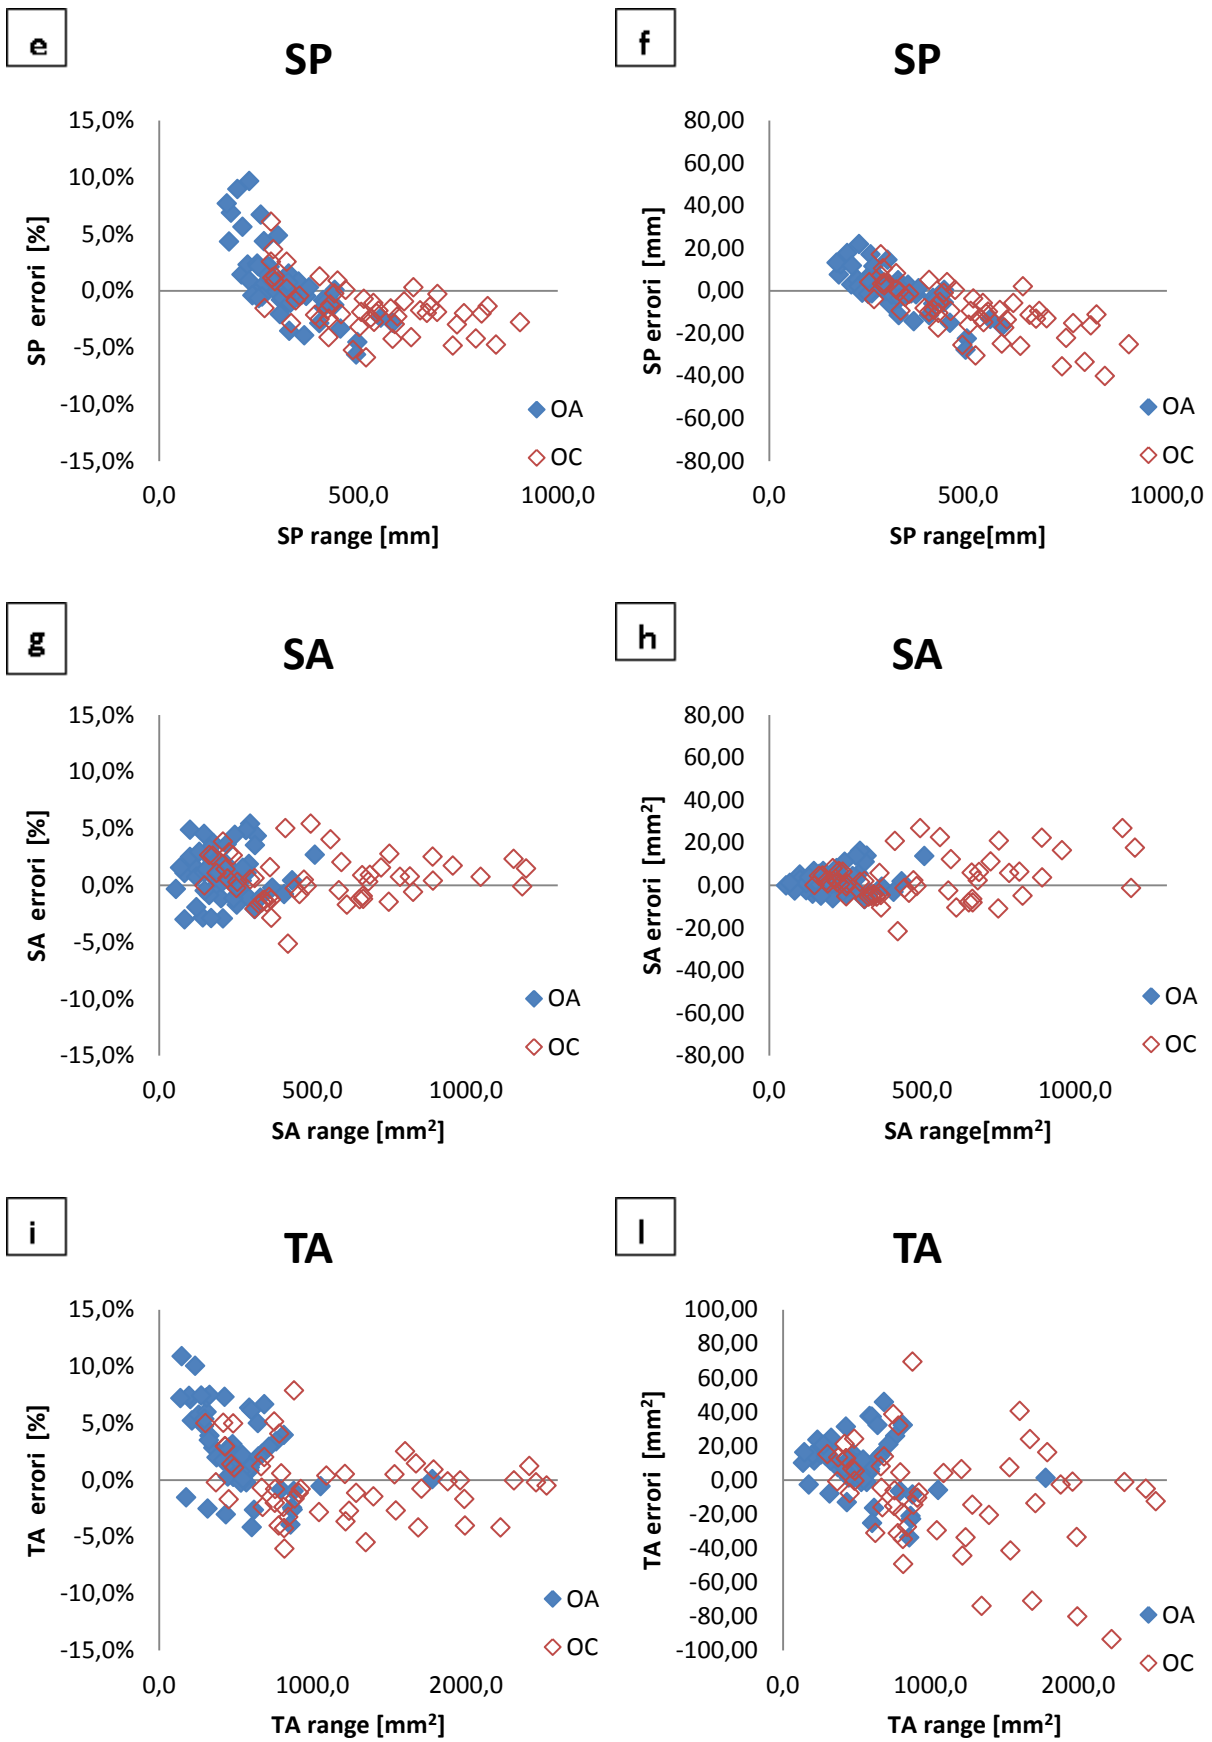 e
SP
15,0%
10,0%
5,0%
0,0%
-5,0%
-10,0%
-15,0%
SP errori [%]
0,0 500,0 1000,0
SP range [mm]
OA
OC
f
SP
80,00
60,00
40,00
20,00
0,00
-20,00
-40,00
-60,00
-80,00
SP errori [mm]
0,0 500,0 1000,0
SP range[mm]
OA
OC
g
SA
15,0%
10,0%
5,0%
0,0%
-5,0%
-10,0%
-15,0%
SA errori [%]
0,0 500,0 1000,0
SA range [mm²]
OA
OC
h
SA
80,00
60,00
40,00
20,00
0,00
-20,00
-40,00
-60,00
-80,00
SA errori [mm²]
0,0 500,0 1000,0
SA range[mm²]
OA
OC
i
TA
15,0%
10,0%
5,0%
0,0%
-5,0%
-10,0%
-15,0%
TA errori [%]
0,0 1000,0 2000,0
TA range [mm²]
OA
OC
l
TA
100,00
80,00
60,00
40,00
20,00
0,00
-20,00
-40,00
-60,00
-80,00
-100,00
TA errori [mm²]
0,0 1000,0 2000,0
TA range [mm²]
OA
OC